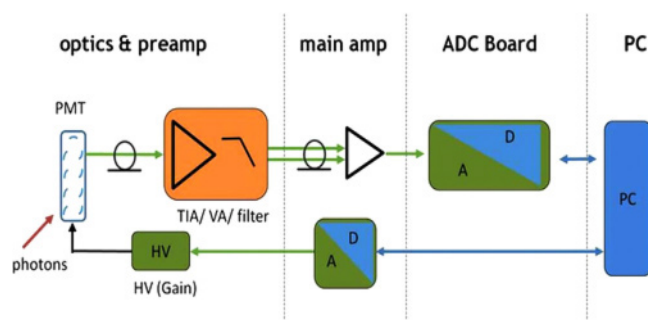 optics & preamp
main amp
ADC Board
PC
PMT
D
A
PC
TIA/ VA/ filter
photons
HV
HV (Gain)
D
A